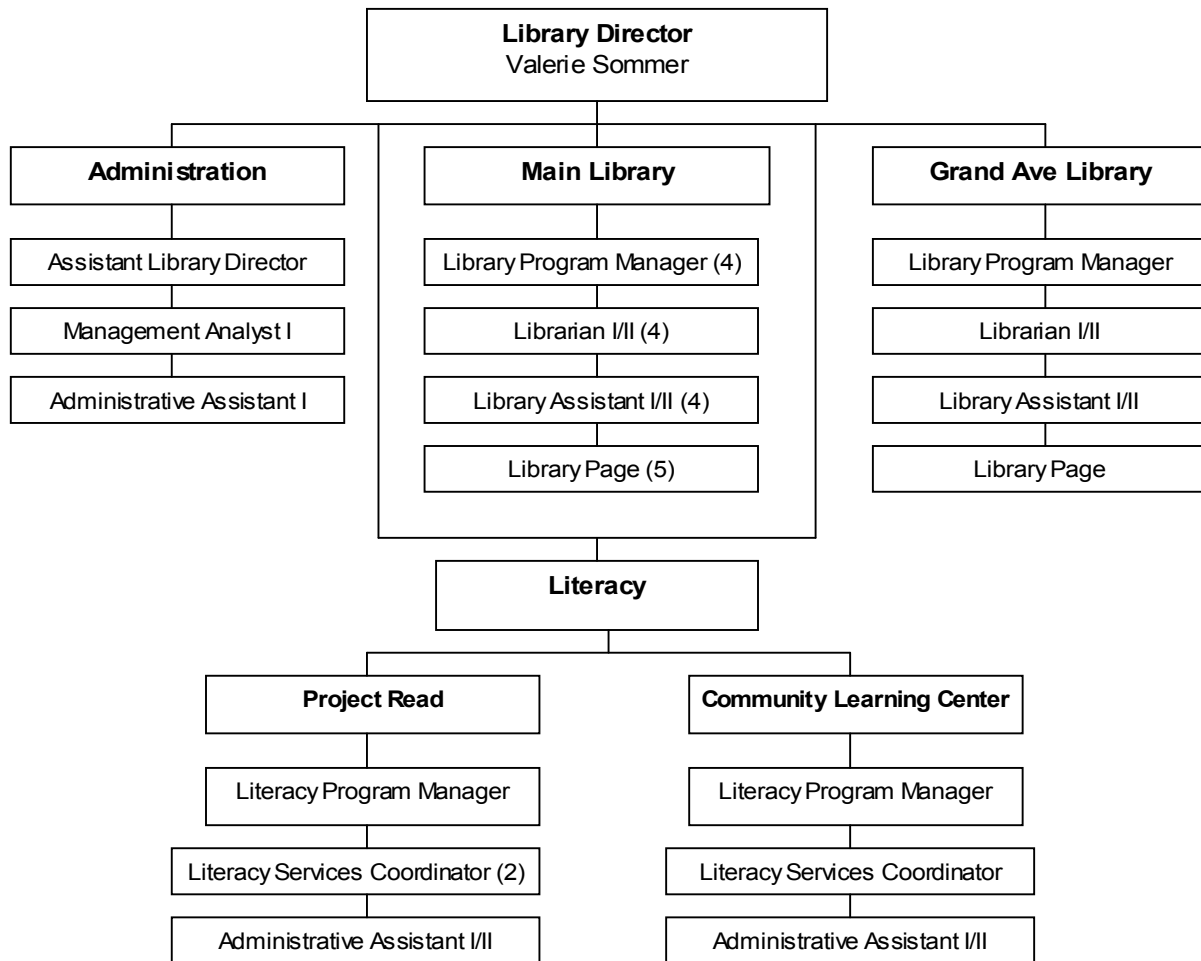 Library Director
Valerie Sommer
Administration
Main Library
Grand Ave Library
Assistant Library Director
Library Program Manager (4)
Library Program Manager
Management Analyst I
Librarian I/II (4)
Librarian I/II
Administrative Assistant I
Library Assistant I/II (4)
Library Assistant I/II
Library Page (5)
Library Page
Literacy
Project Read
Community Learning Center
Literacy Program Manager
Literacy Program Manager
Literacy Services Coordinator (2)
Literacy Services Coordinator
Administrative Assistant I/II
Administrative Assistant I/II